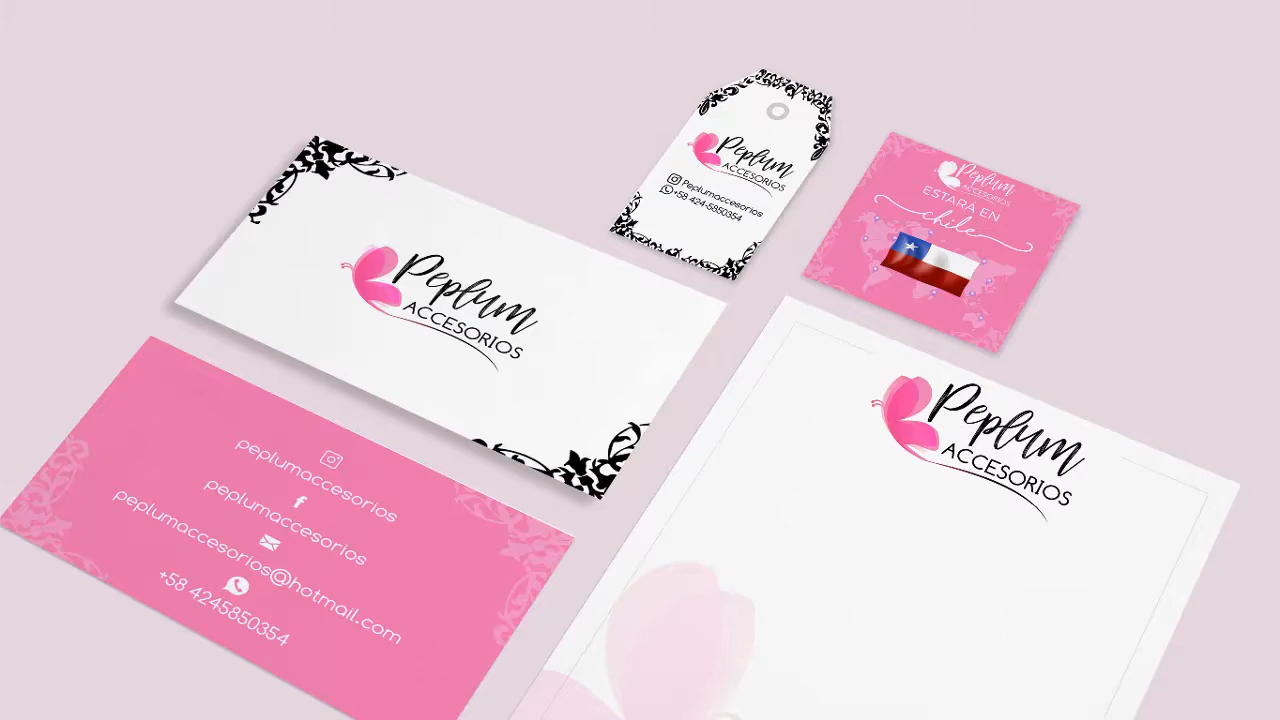 Peplum
ACCESORIOS
Peplumaccesorios
+58 424-5850354
Peplum
ACCESORIOS
ESTARÁ EN
chile
Peplum
ACCESORIOS
peplumaccesorios
peplumaccesorios
peplumaccesorios@hotmail.com
+58 4245850354
Peplum
ACCESORIOS